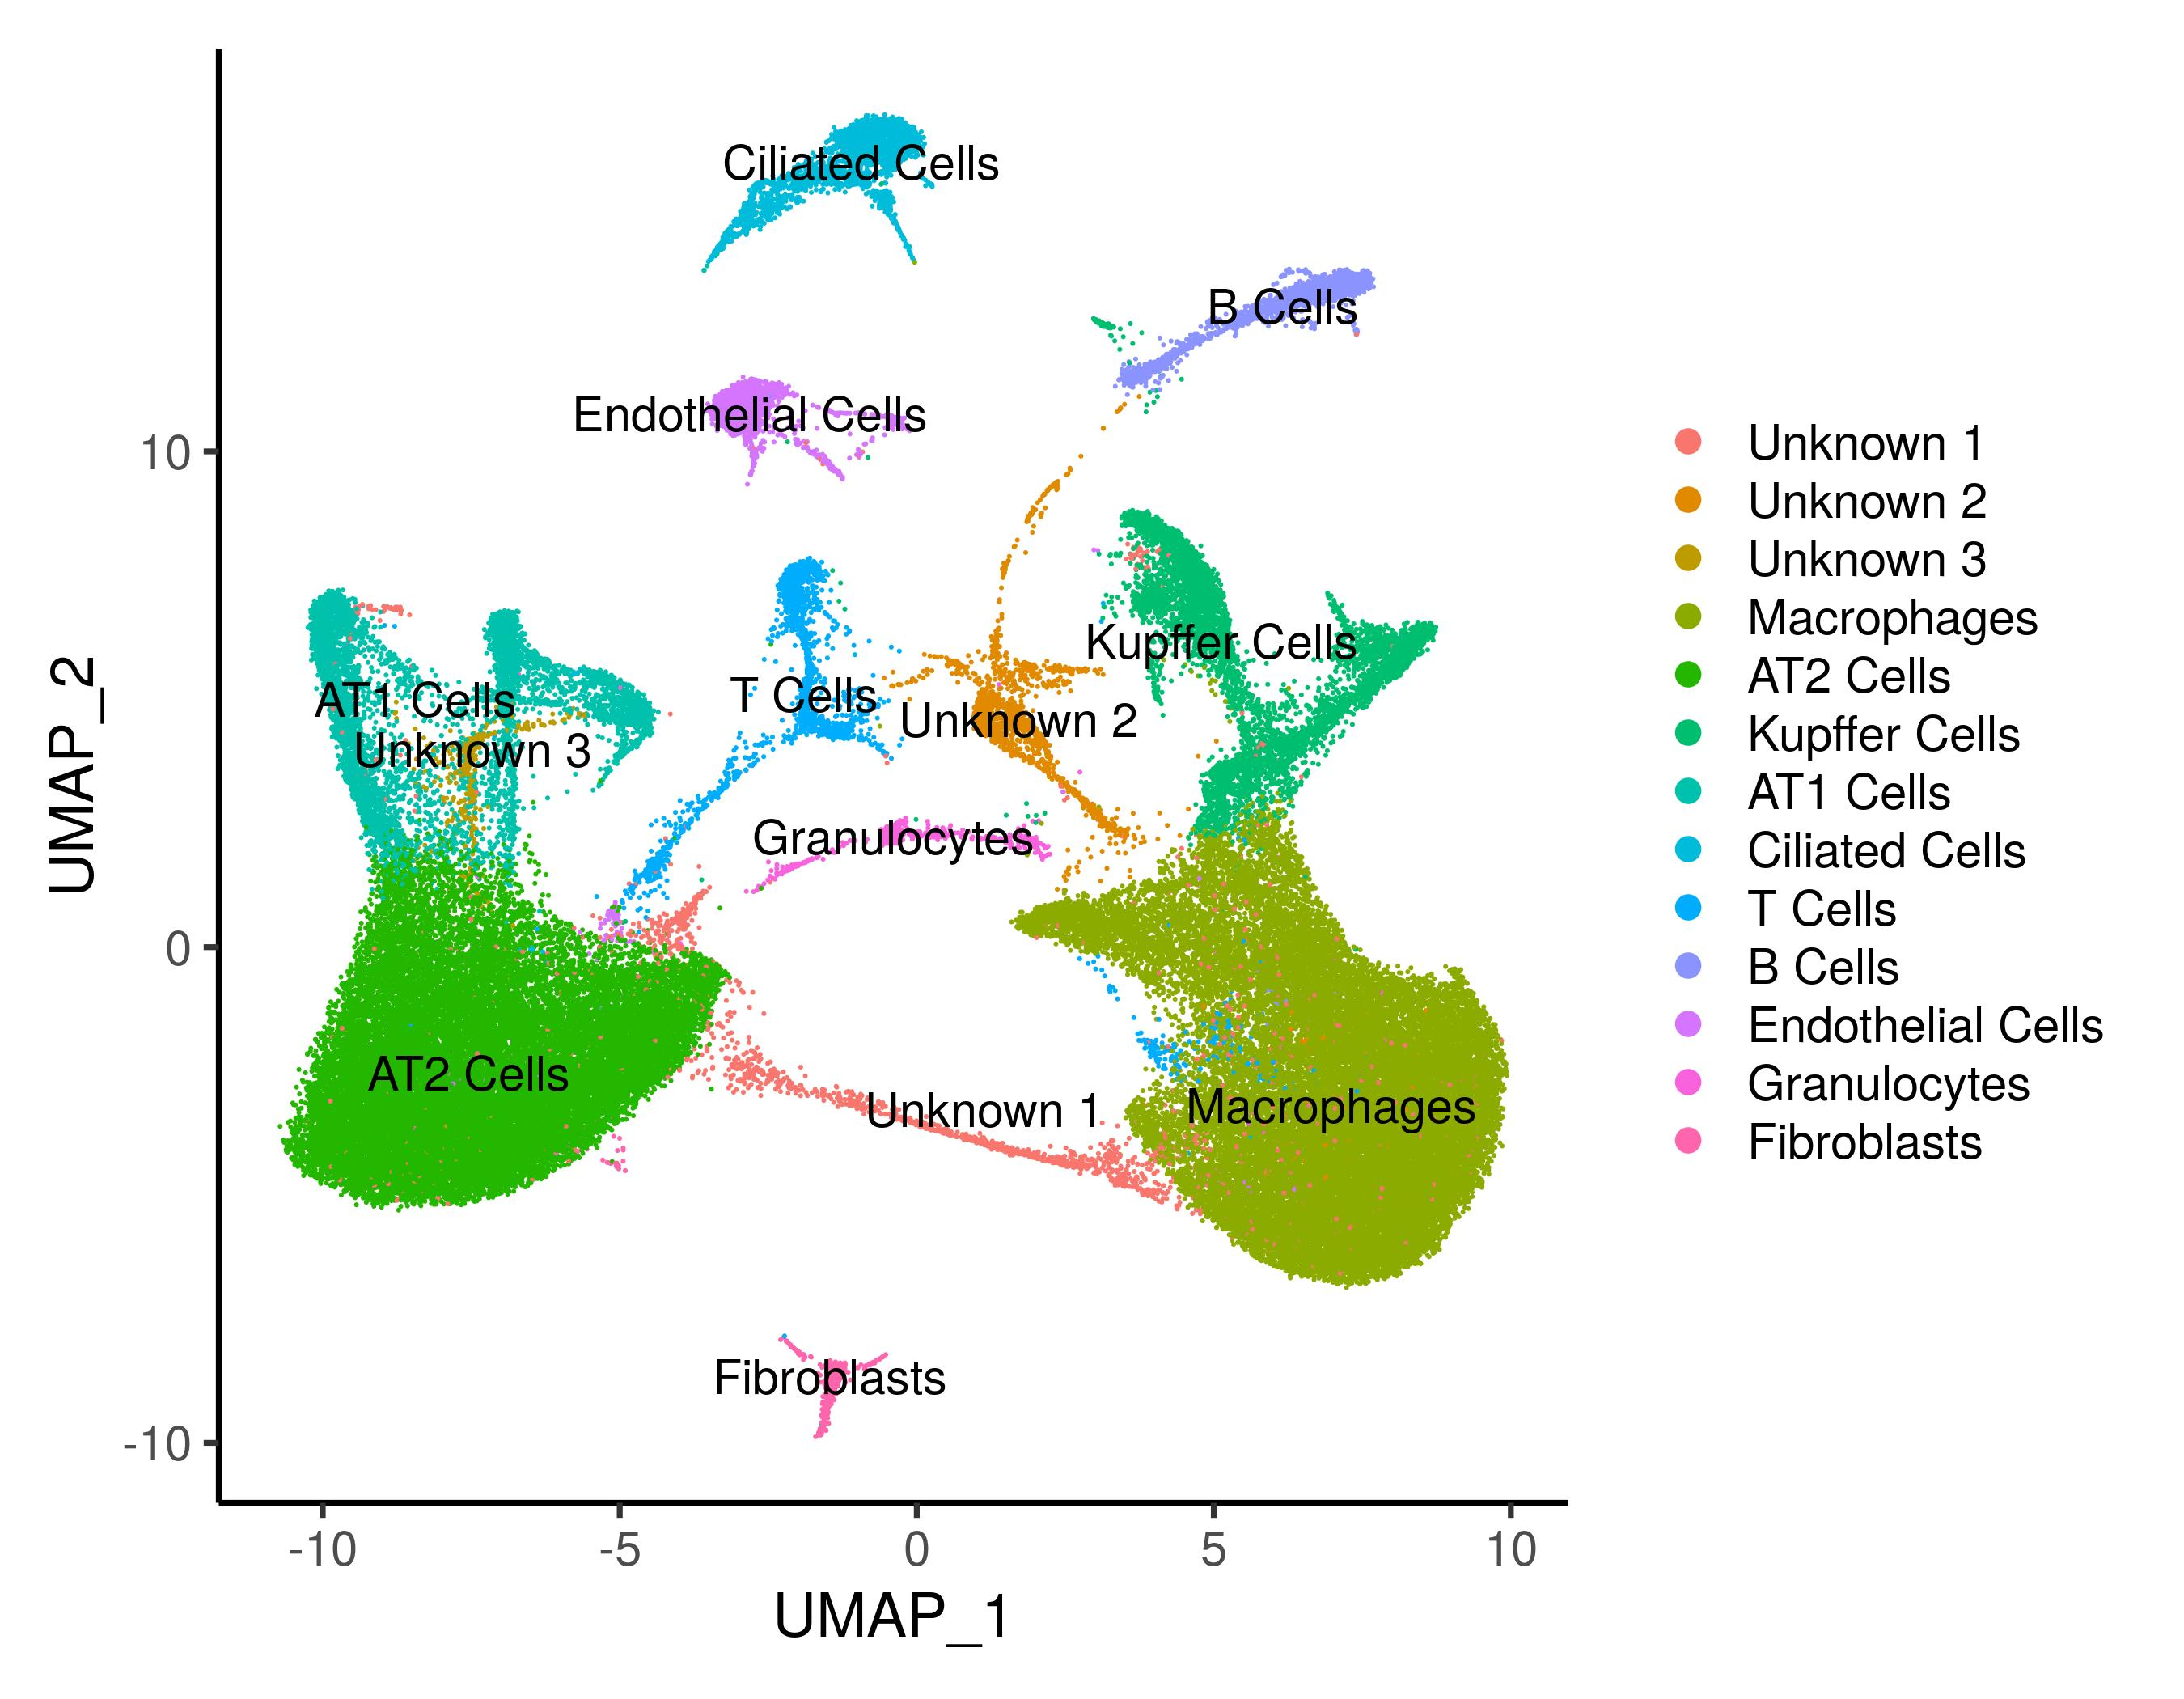 Ciliated Cells
B Cells
Endothelial Cells
Kupffer Cells
AT1 Cells
T Cells
Unknown 2
Unknown 3
Granulocytes
AT2 Cells
Unknown 1
Macrophages
Fibroblasts
UMAP_2
10
0
-10
-10
-5
0
5
10
UMAP_1
Unknown 1
Unknown 2
Unknown 3
Macrophages
AT2 Cells
Kupffer Cells
AT1 Cells
Ciliated Cells
T Cells
B Cells
Endothelial Cells
Granulocytes
Fibroblasts